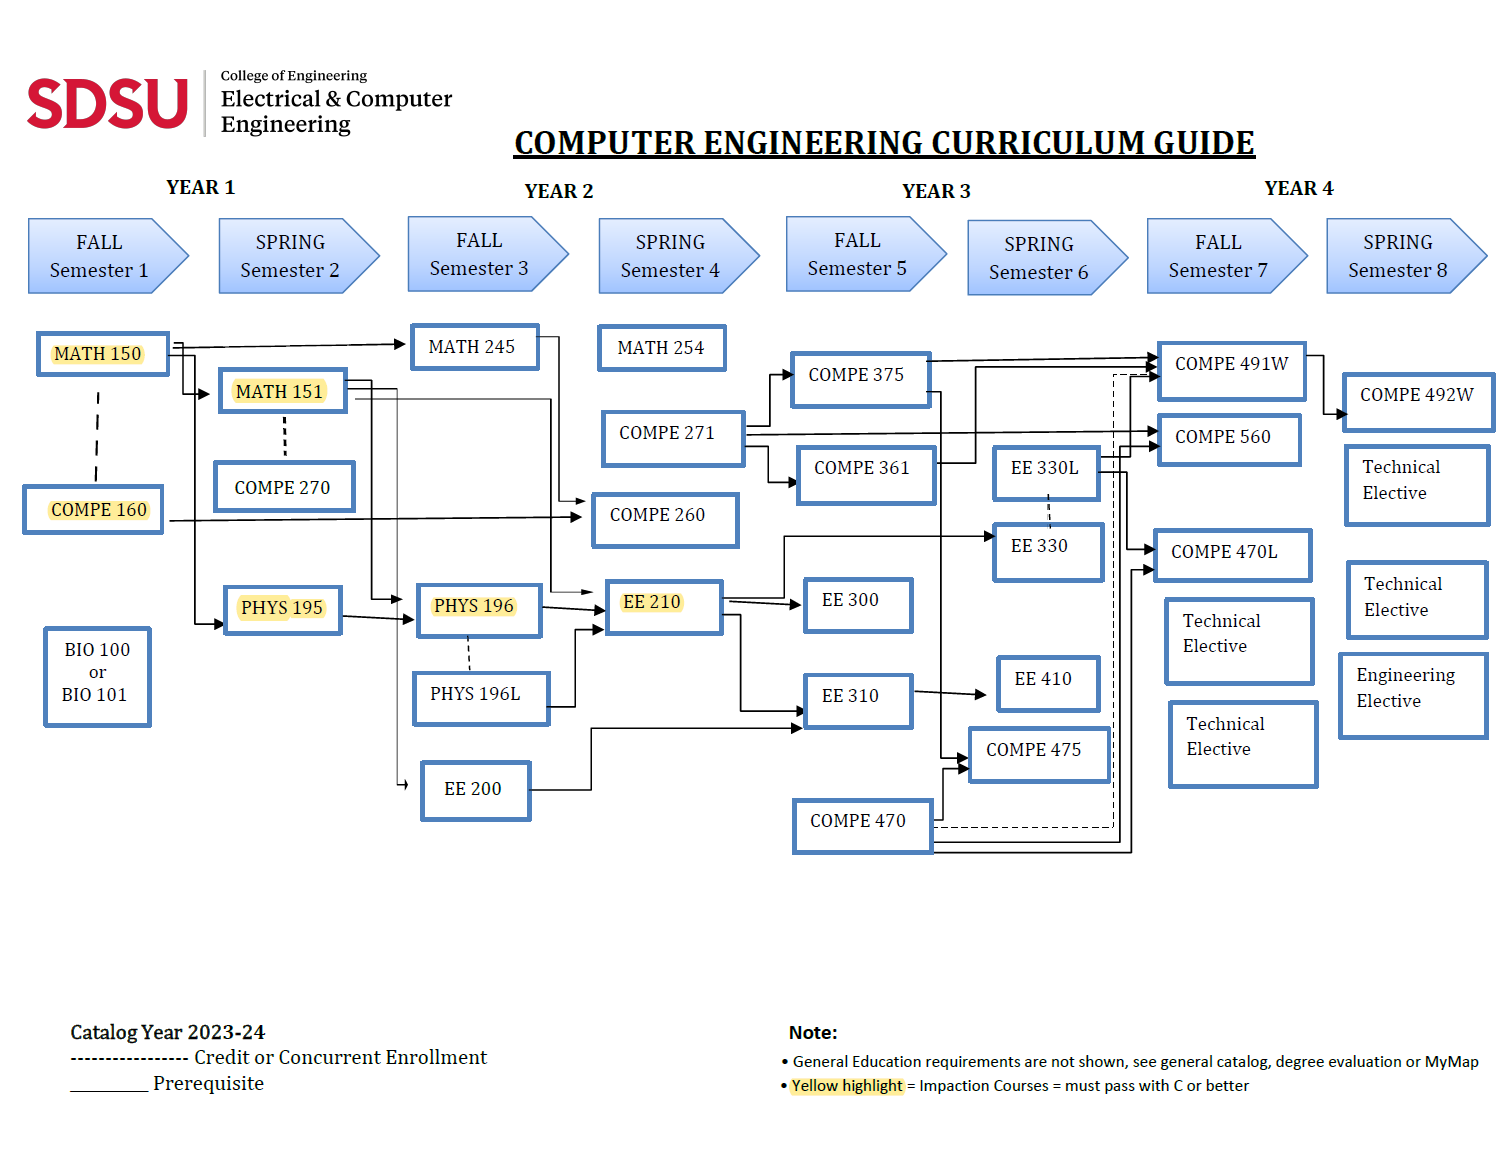 SDSU
College of Engineering
Electrical & Computer
Engineering
COMPUTER ENGINEERING CURRICULUM GUIDE
YEAR 1
YEAR 2
YEAR 3
YEAR 4
FALL
Semester 1
SPRING
Semester 2
FALL
Semester 3
SPRING
Semester 4
FALL
Semester 5
SPRING
Semester 6
FALL
Semester 7
SPRING
Semester 8
MATH 150
COMPE 160
BIO 100
or
BIO 101
MATH 151
COMPE 270
PHYS 195
MATH 245
PHYS 196
PHYS 196L
EE 200
MATH 254
COMPE 271
COMPE 260
EE 210
COMPE 375
COMPE 361
EE 300
EE 310
COMPE 470
EE 330L
EE 330
EE 410
COMPE 475
COMPE 491W
COMPE 560
COMPE 470L
Technical
Elective
Technical
Elective
COMPE 492W
Technical
Elective
Technical
Elective
Engineering
Elective
Catalog Year 2023-24
----------------- Credit or Concurrent Enrollment
________ Prerequisite
Note:
• General Education requirements are not shown, see general catalog, degree evaluation or MyMap
• Yellow highlight = Impaction Courses = must pass with C or better